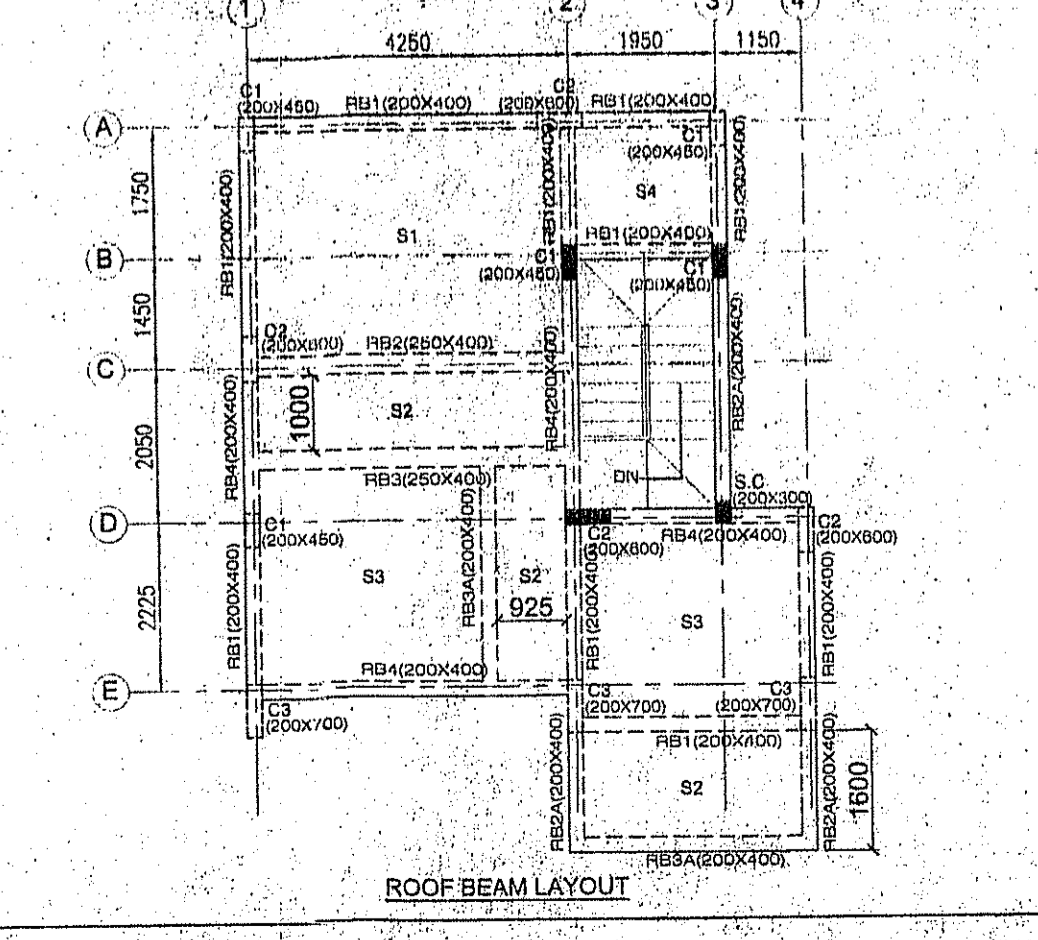 1 2 3 4
4250 1950 1150
C1 C2
(200X450) RB1(200X400) (200X600) RB1(200X400)
A
C1
(200X450)
RB1(200X400)
RB1(200X400)
1750
RB1(200X400)
S4
S1
RB1(200X400)
B
C1
(200X450)
C1
(200X450)
1450
RB2A(200X400)
C2
(200X600) RB2(250X400)
C
RB4(200X400)
RB4(200X400)
1000
S2
2050
RB3(250X400)
DN
S.C
(200X300)
RB3A(200X400)
D
C1
(200X450)
C2
(200X600)
RB4(200X400)
C2
(200X600)
RB1(200X400)
S3
S2
925
RB1(200X400)
S3
RB1(200X400)
2225
RB4(200X400)
E
C3
(200X700)
C3
(200X700)
C3
(200X700)
RB1(200X400)
RB2A(200X400)
S2
RB2A(200X400)
1600
RB3A(200X400)
ROOF BEAM LAYOUT